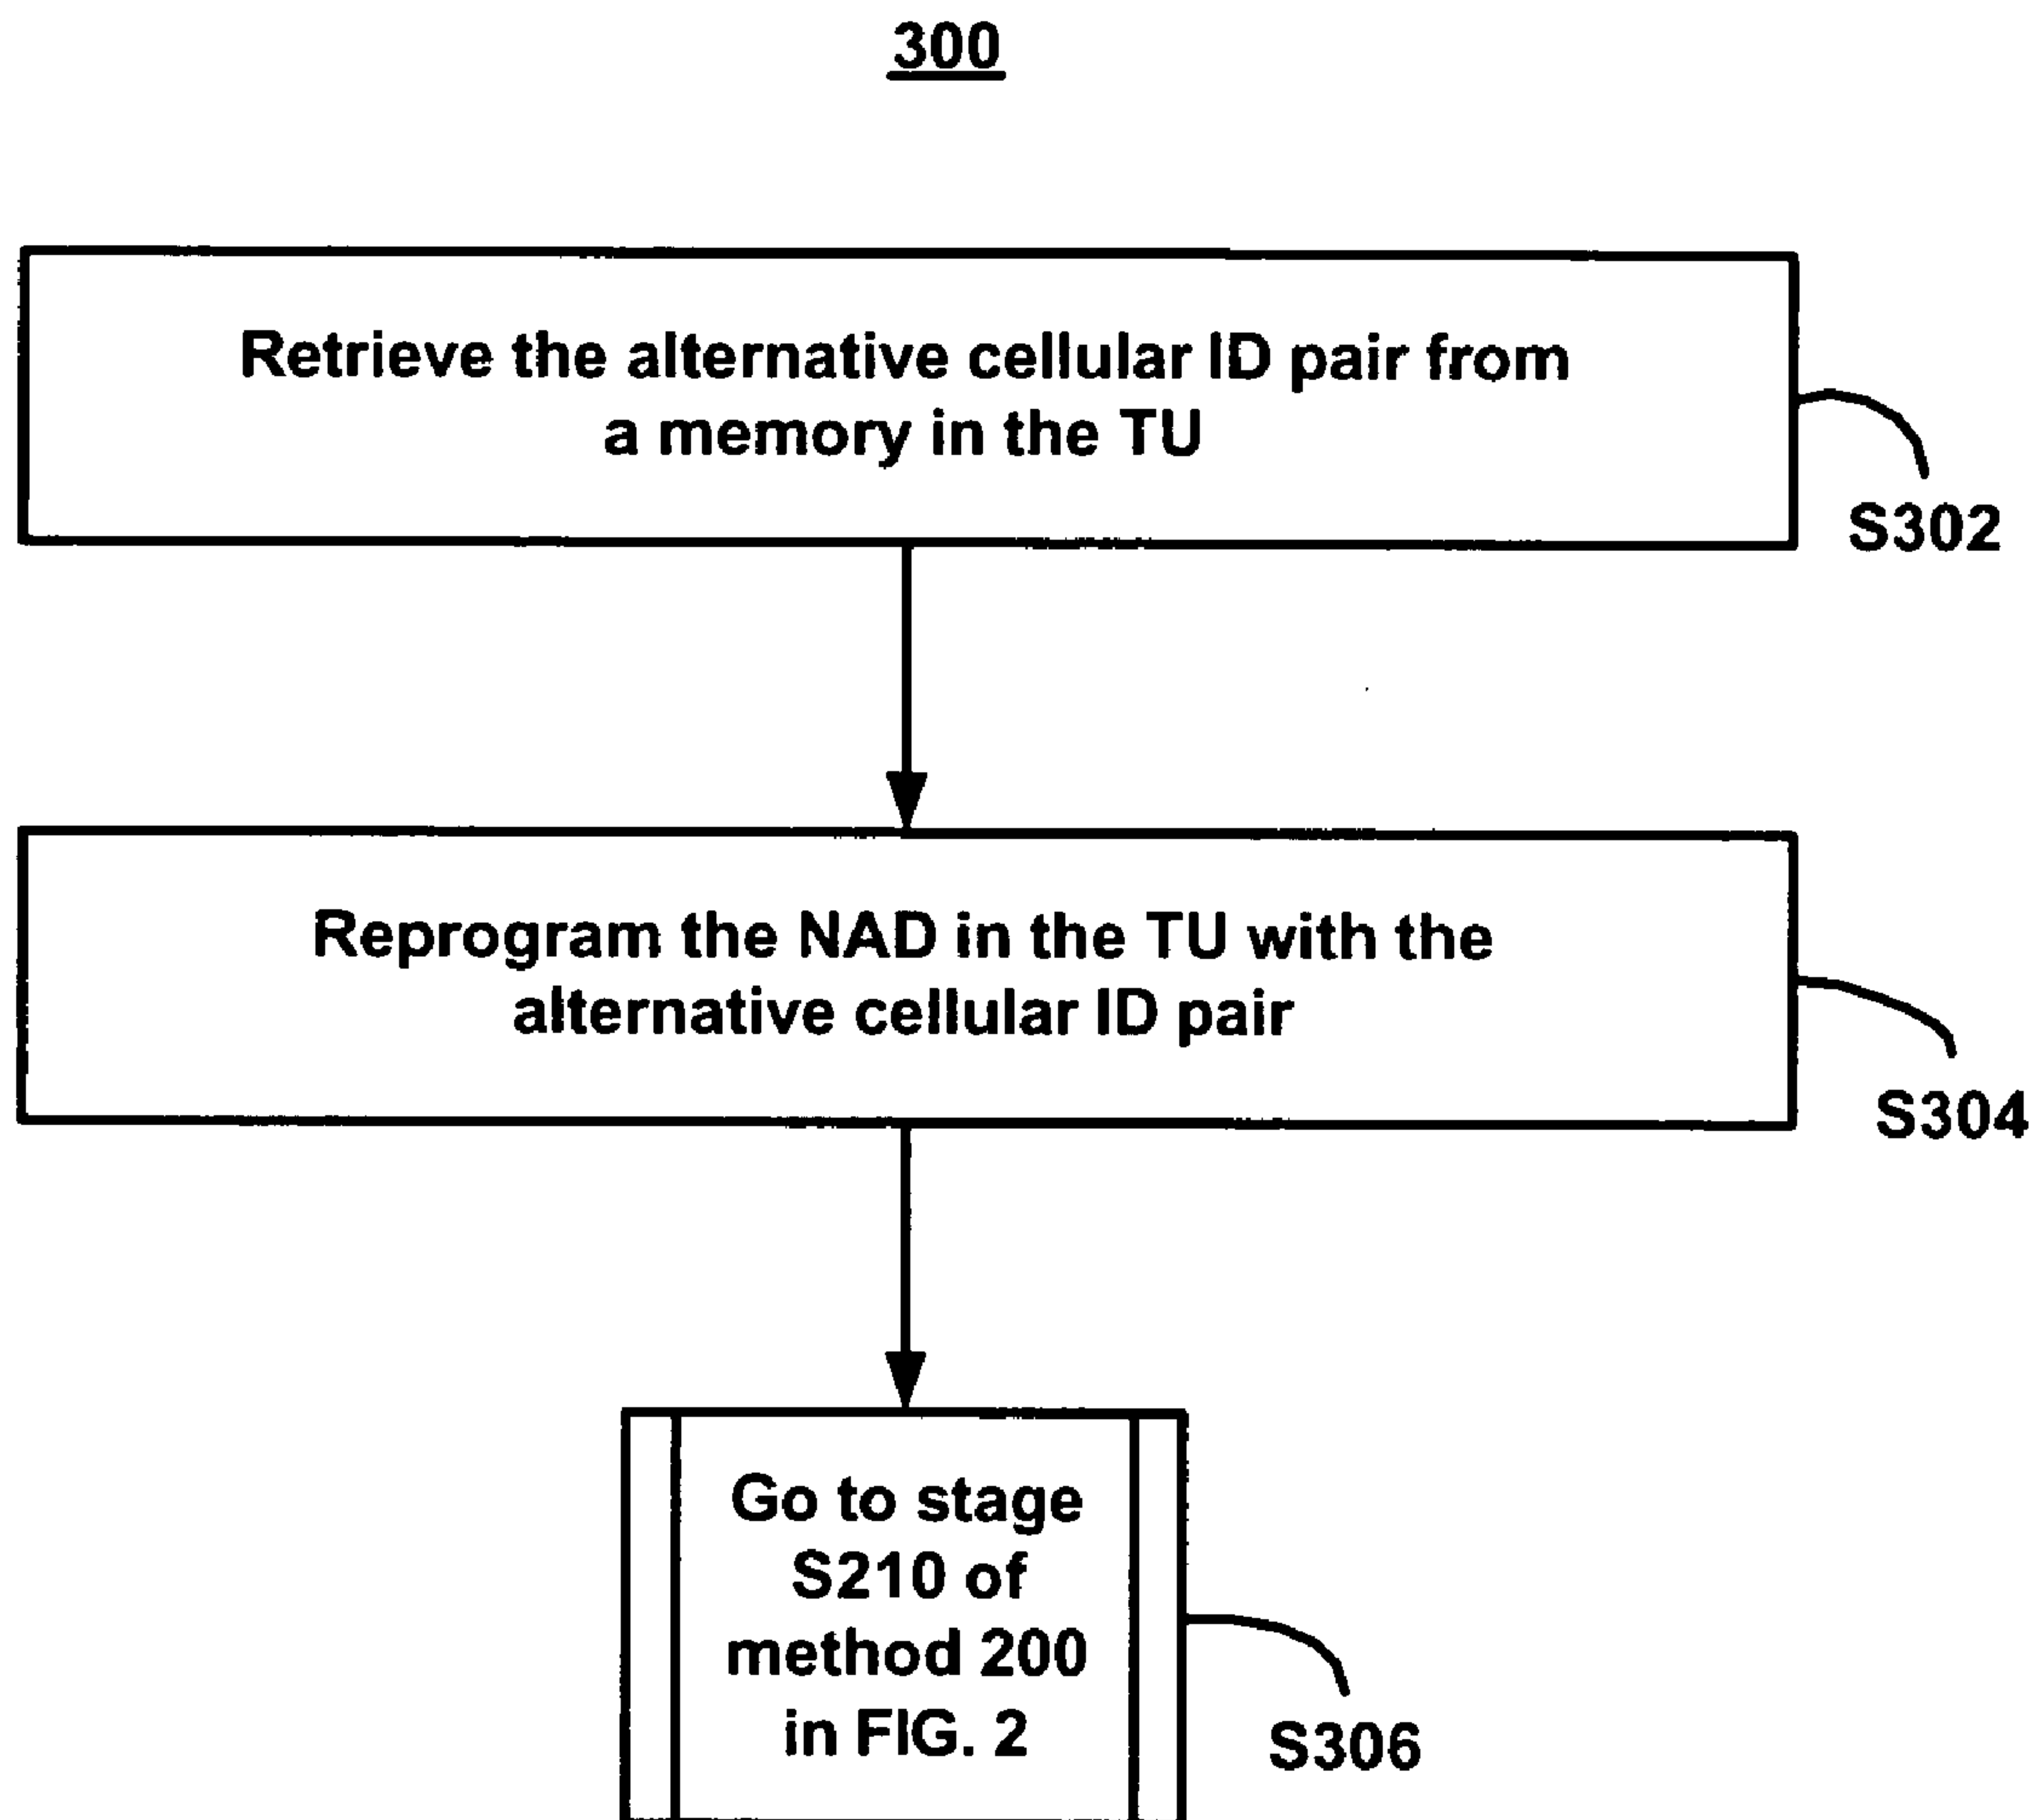 300
Retrieve the alternative cellular ID pair from
a memory in the TU
S302
Reprogram the NAD in the TU with the
alternative cellular ID pair
S304
Go to stage
S210 of
method 200
in FIG. 2
S306